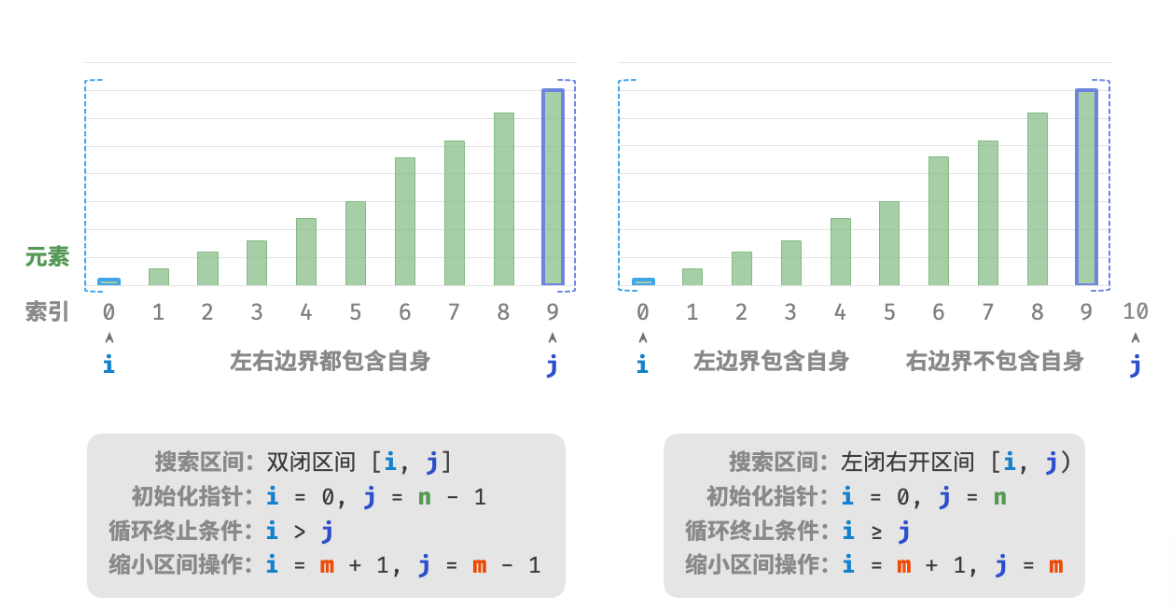 元素
索引 0 1 2 3 4 5 6 7 8 9
i 左右边界都包含自身 j
搜索区间: 双闭区间 [i, j]
初始化指针: i = 0, j = n - 1
循环终止条件: i > j
缩小区间操作: i = m + 1, j = m - 1
0 1 2 3 4 5 6 7 8 9 10
i 左边界包含自身 右边界不包含自身 j
搜索区间: 左闭右开区间 [i, j)
初始化指针: i = 0, j = n
循环终止条件: i ≥ j
缩小区间操作: i = m + 1, j = m